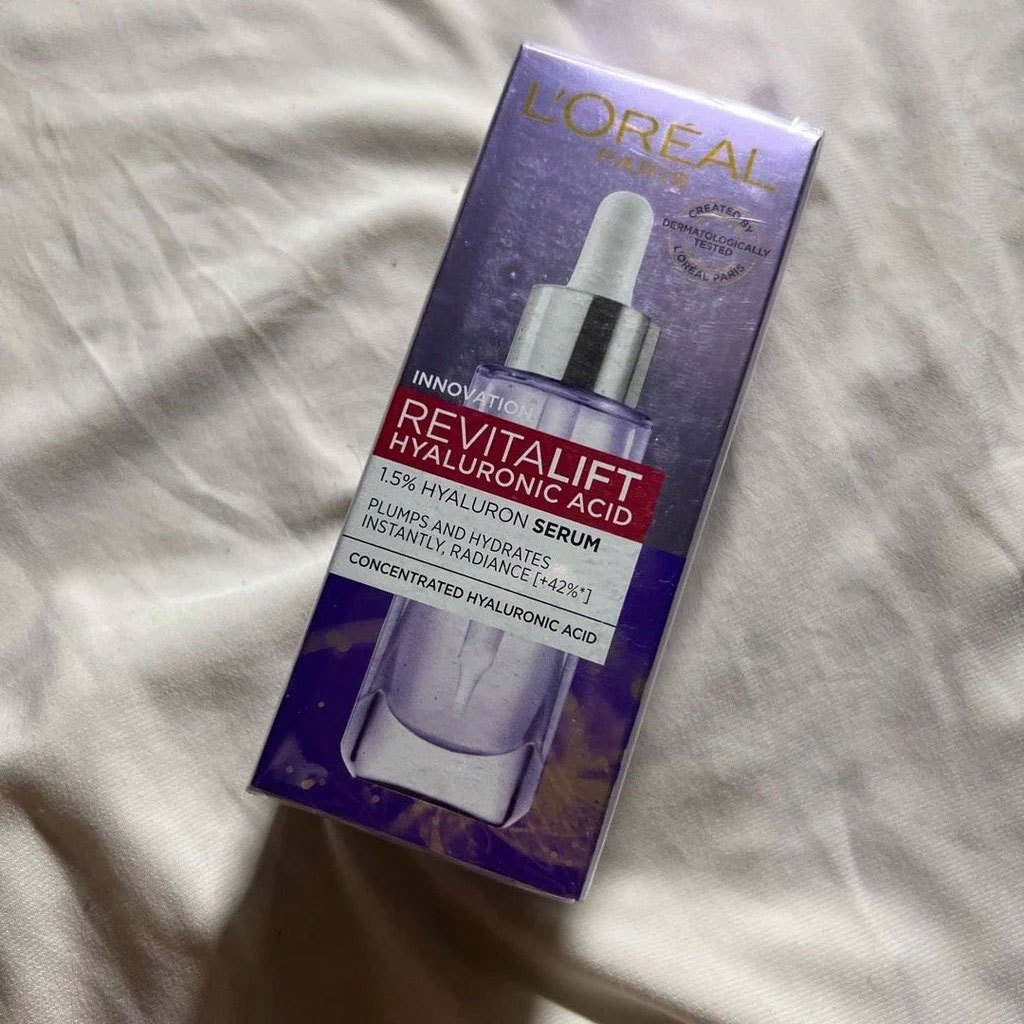 L'ORÉAL
PARIS
CREATED BY
DERMATOLOGICALLY
TESTED
L'ORÉAL PARIS
INNOVATION
REVITALIFT
HYALURONIC ACID
1.5% HYALURON SERUM
PLUMPS AND HYDRATES
INSTANTLY, RADIANCE [+42%*]
CONCENTRATED HYALURONIC ACID